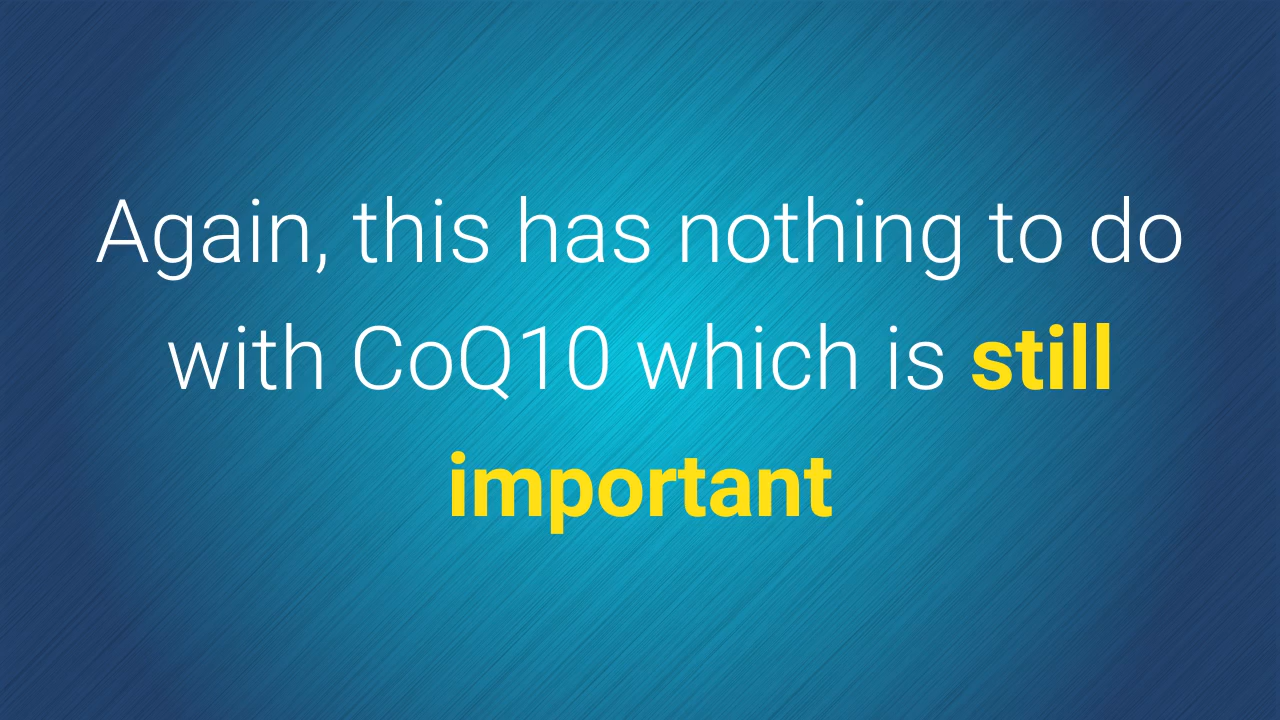 Again, this has nothing to do
with CoQ10 which is still
important